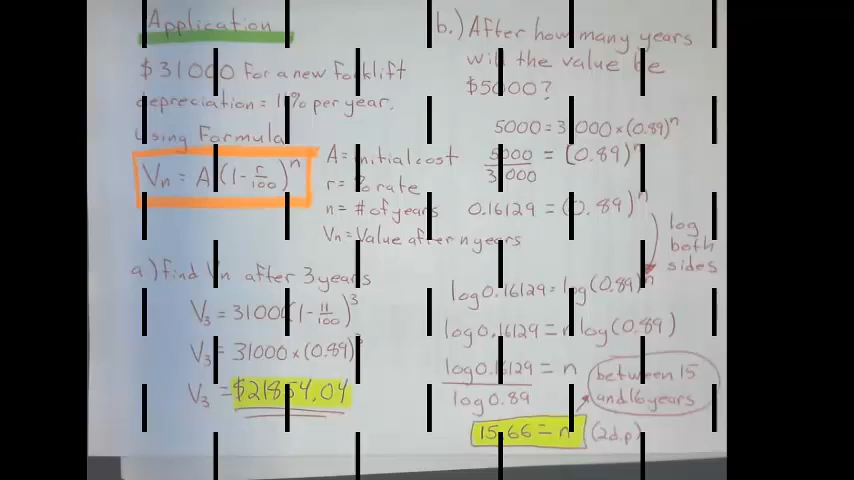 Application
$31000 for a new forklift
depreciation = 11% per year.
Using Formula
Vn = A(1 - r/100)^n
A = initial cost
r = % rate
n = # of years
Vn = Value after n years
a.) find Vn after 3 years
V3 = 31000(1 - 11/100)^3
V3 = 31000 × (0.89)^3
V3 = $21854.04
b.) After how many years
will the value be
$5000?
5000 = 31000 × (0.89)^n
5000/31000 = (0.89)^n
0.16129 = (0.89)^n
log
both
sides
log 0.16129 = log(0.89)^n
log 0.16129 = n log(0.89)
log 0.16129 / log 0.89 = n
between 15
and 16 years
15.66 = n (2d.p)